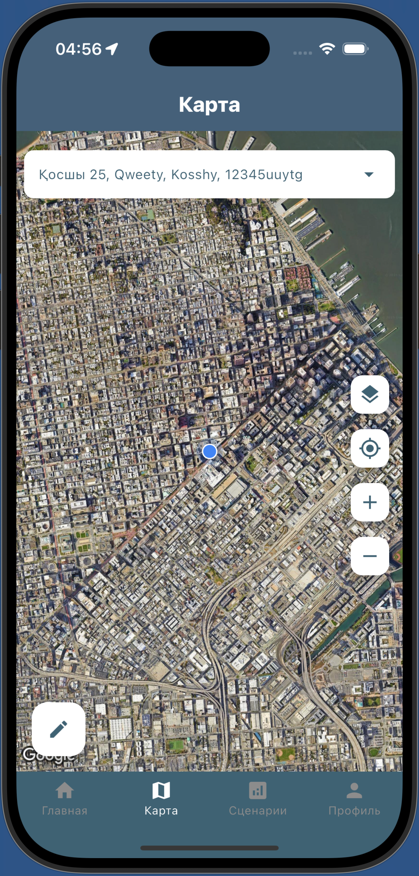 04:56
Карта
Қосшы 25, Qweety, Kosshy, 12345uuytg
Google
Главная
Карта
Сценарии
Профиль